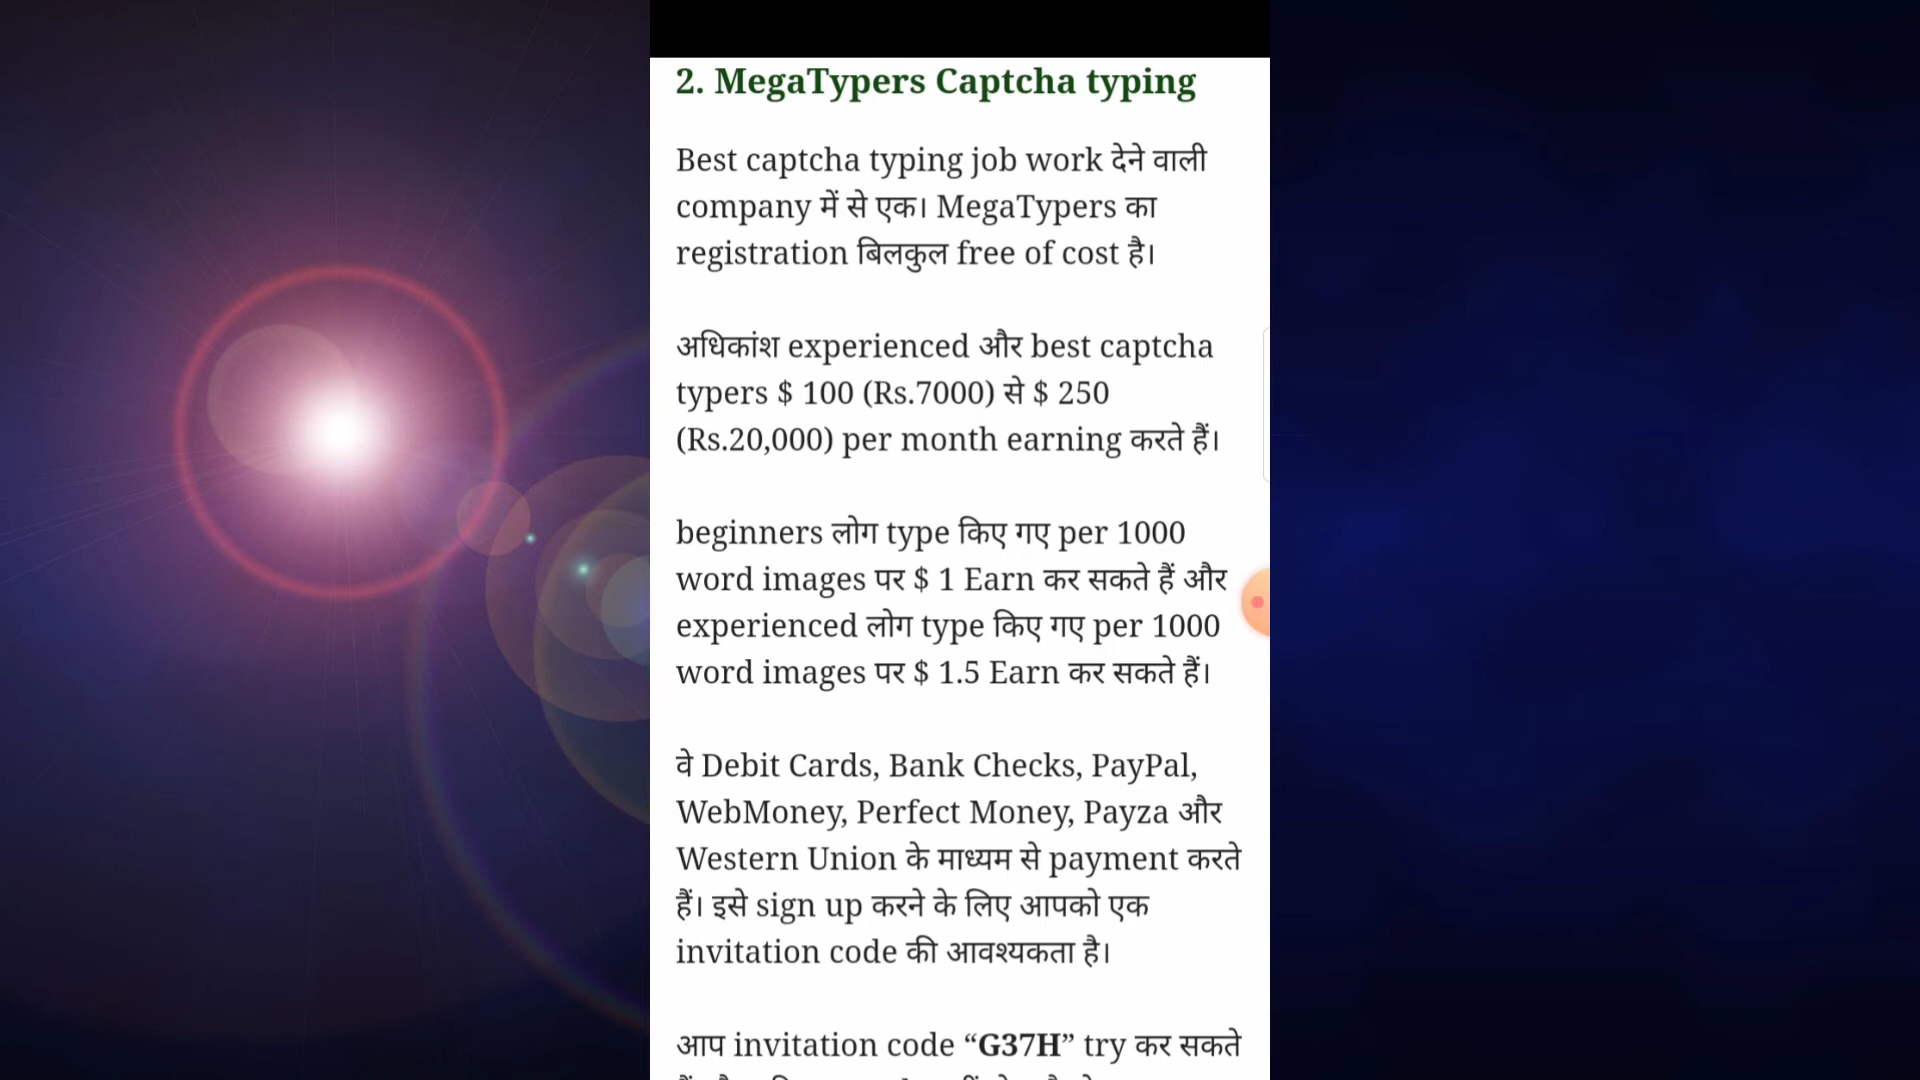 2. MegaTypers Captcha typing
Best captcha typing job work देने वाली
company में से एक। MegaTypers का
registration बिलकुल free of cost है।
अधिकांश experienced और best captcha
typers $ 100 (Rs.7000) से $ 250
(Rs.20,000) per month earning करते हैं।
beginners लोग type किए गए per 1000
word images पर $ 1 Earn कर सकते हैं और
experienced लोग type किए गए per 1000
word images पर $ 1.5 Earn कर सकते हैं।
वे Debit Cards, Bank Checks, PayPal,
WebMoney, Perfect Money, Payza और
Western Union के माध्यम से payment करते
हैं। इसे sign up करने के लिए आपको एक
invitation code की आवश्यकता है।
आप invitation code “G37H” try कर सकते